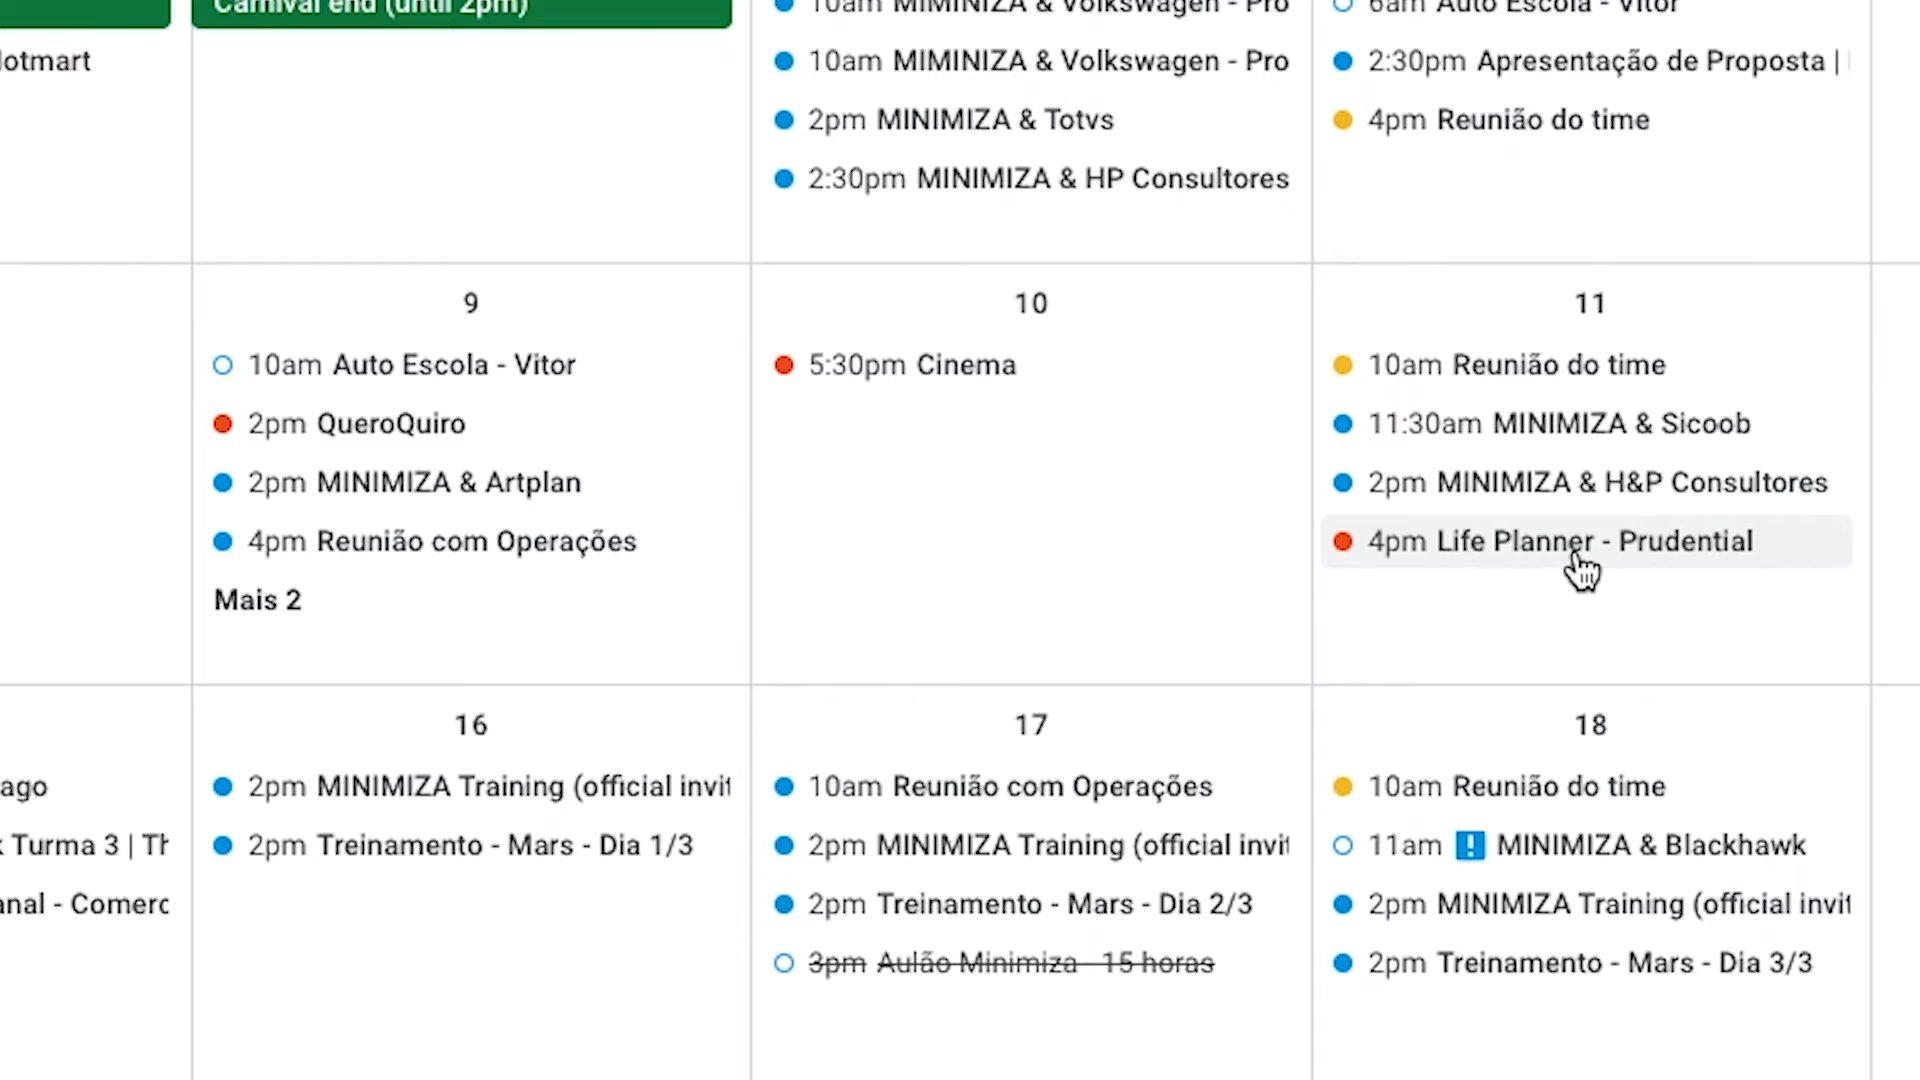 Carnival end (until 2pm)
10am MIMINIZA & Volkswagen - Pro
6am Auto Escola - Vitor
lotmart
10am MIMINIZA & Volkswagen - Pro
2:30pm Apresentação de Proposta |
2pm MINIMIZA & Totvs
4pm Reunião do time
2:30pm MINIMIZA & HP Consultores
9
10
11
10am Auto Escola - Vitor
5:30pm Cinema
10am Reunião do time
2pm QueroQuiro
11:30am MINIMIZA & Sicoob
2pm MINIMIZA & Artplan
2pm MINIMIZA & H&P Consultores
4pm Reunião com Operações
4pm Life Planner - Prudential
Mais 2
16
17
18
ago
2pm MINIMIZA Training (official invit
10am Reunião com Operações
10am Reunião do time
k Turma 3 | Th
2pm Treinamento - Mars - Dia 1/3
2pm MINIMIZA Training (official invit
11am ! MINIMIZA & Blackhawk
anal - Comerc
2pm Treinamento - Mars - Dia 2/3
2pm MINIMIZA Training (official invit
3pm Aulão Minimiza - 15 horas
2pm Treinamento - Mars - Dia 3/3